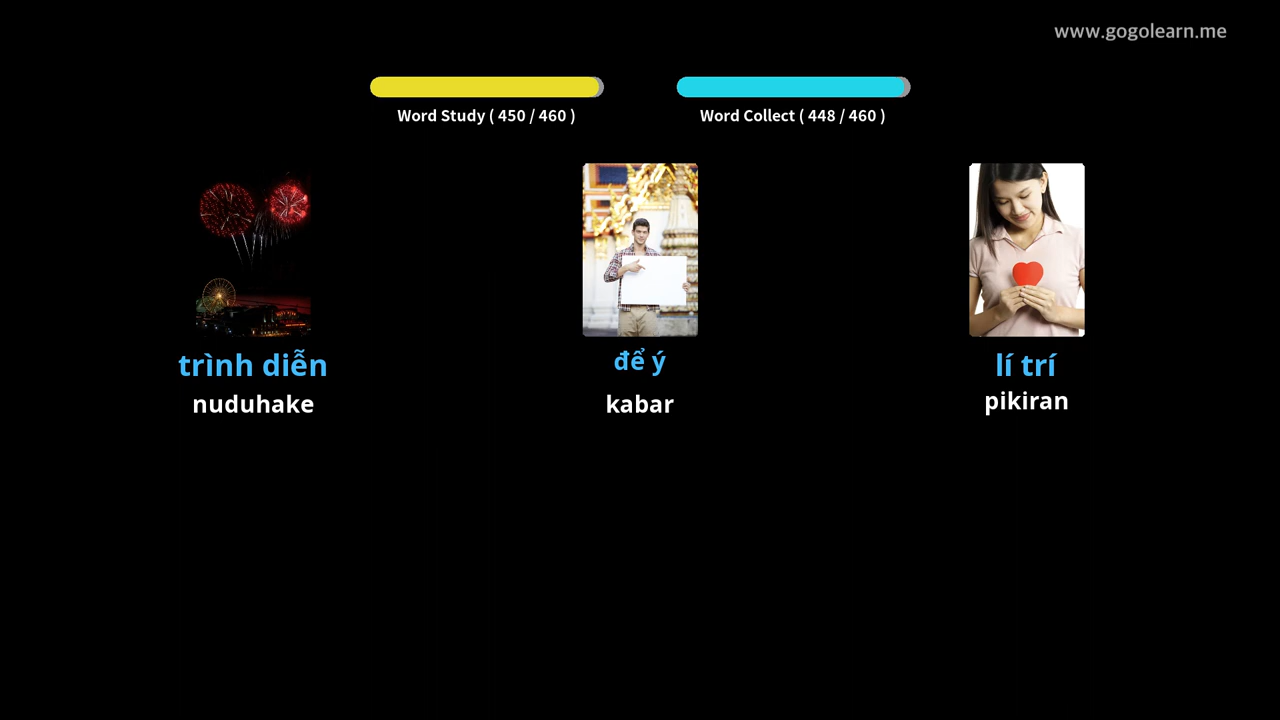 www.gogolearn.me
Word Study ( 450 / 460 )
Word Collect ( 448 / 460 )
trình diễn
để ý
lí trí
nuduhake
kabar
pikiran